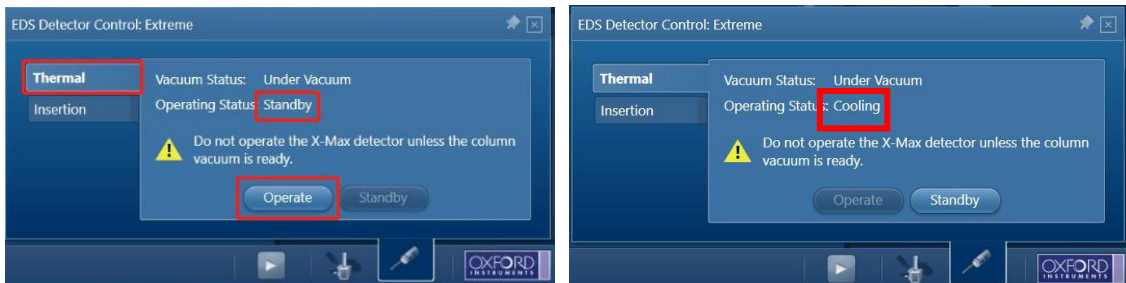 EDS Detector Control: Extreme
Thermal
Insertion
Vacuum Status: Under Vacuum
Operating Status: Standby
Do not operate the X-Max detector unless the column
vacuum is ready.
Operate Standby
OXFORD
INSTRUMENTS
EDS Detector Control: Extreme
Thermal
Insertion
Vacuum Status: Under Vacuum
Operating Status: Cooling
Do not operate the X-Max detector unless the column
vacuum is ready.
Operate Standby
OXFORD
INSTRUMENTS